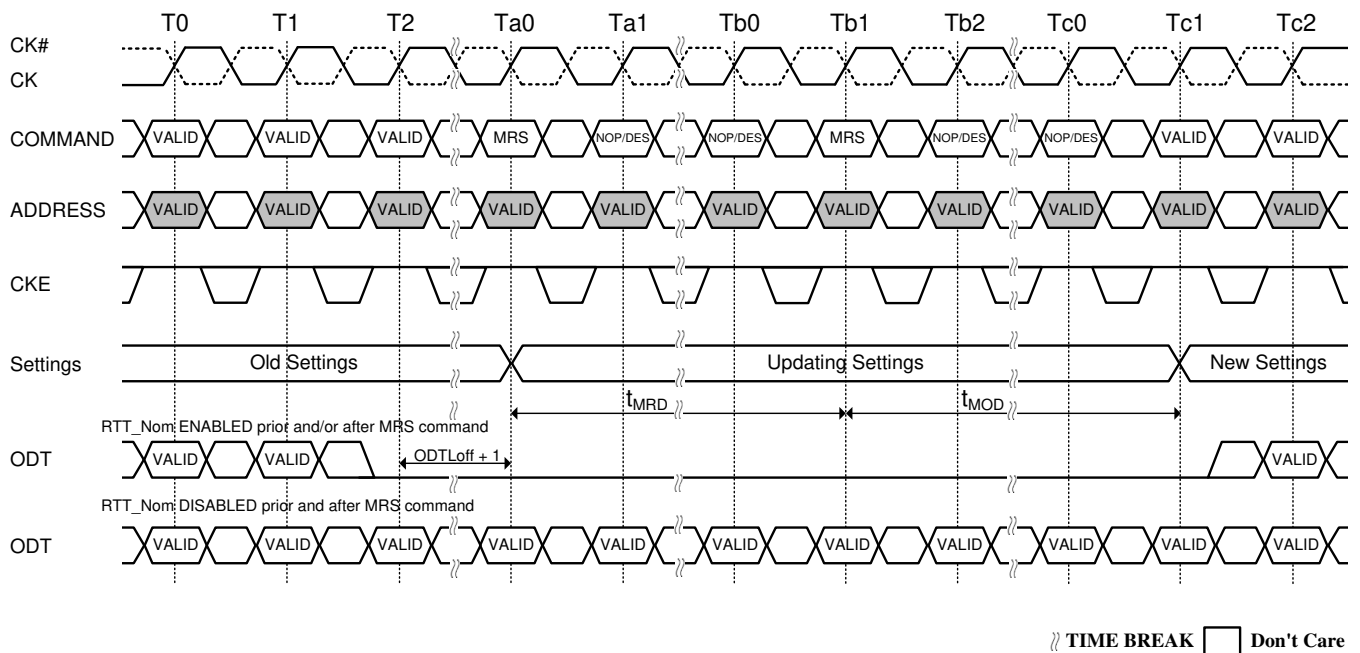 T0 T1 T2 Ta0 Ta1 Tb0 Tb1 Tb2 Tc0 Tc1 Tc2
CK#
CK
COMMAND VALID VALID VALID MRS NOP/DES NOP/DES MRS NOP/DES NOP/DES VALID VALID
ADDRESS VALID VALID VALID VALID VALID VALID VALID VALID VALID VALID VALID
CKE
Settings Old Settings Updating Settings New Settings
tMRD tMOD
RTT_Nom ENABLED prior and/or after MRS command
ODT VALID VALID ODTLoff + 1 VALID
RTT_Nom DISABLED prior and after MRS command
ODT VALID VALID VALID VALID VALID VALID VALID VALID VALID VALID VALID
TIME BREAK Don't Care